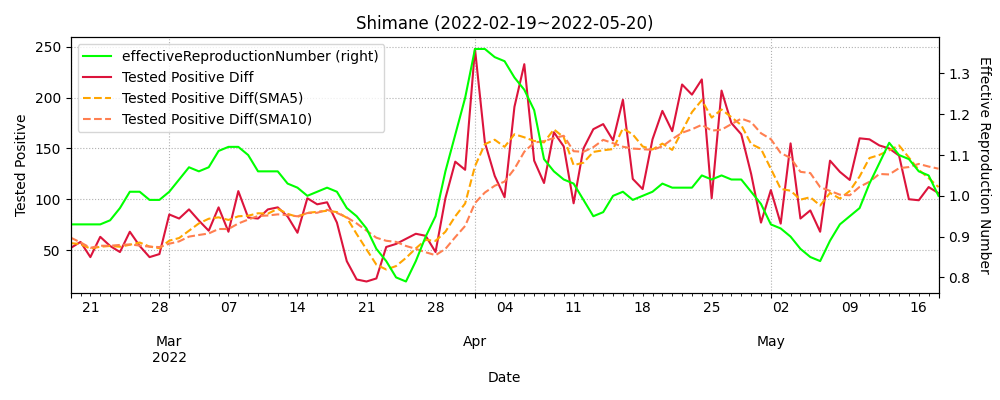 Shimane (2022-02-19~2022-05-20)
effectiveReproductionNumber (right)
Tested Positive Diff
Tested Positive Diff(SMA5)
Tested Positive Diff(SMA10)
Tested Positive
250
200
150
100
50
1.3
1.2
1.1
1.0
0.9
0.8
Effective Reproduction Number
21 28 07 14 21 28 04 11 18 25 02 09 16
Mar Apr May
2022
Date